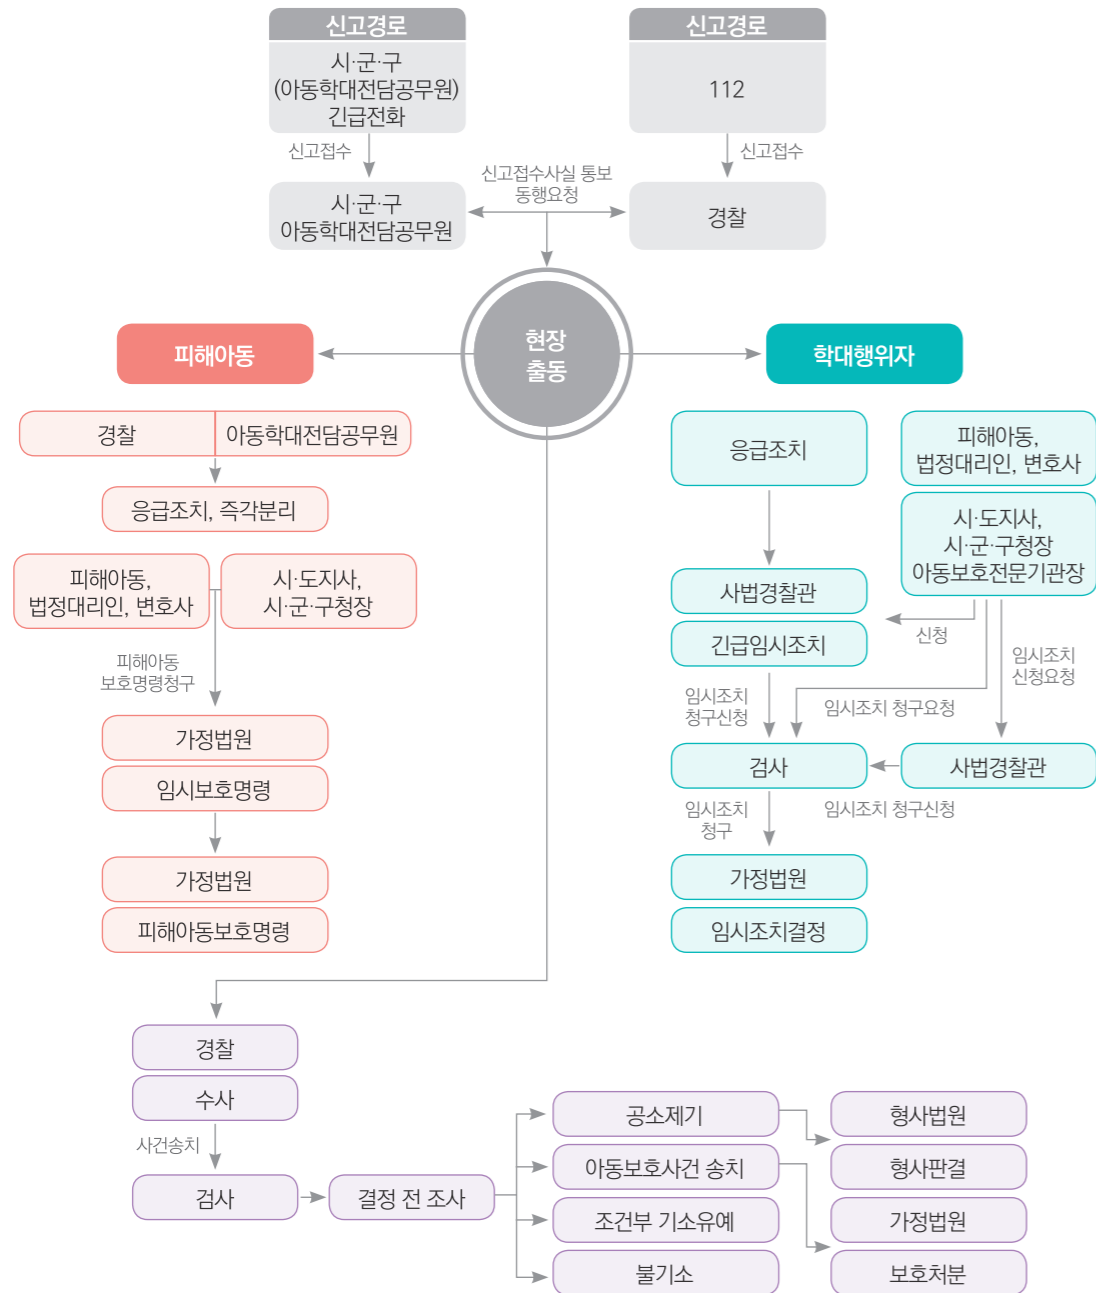 신고경로
시·군·구
(아동학대전담공무원)
긴급전화
신고접수
시·군·구
아동학대전담공무원
신고경로
112
신고접수
경찰
신고접수사실 통보
동행요청
현장
출동
피해아동
경찰
아동학대전담공무원
응급조치, 즉각분리
피해아동,
법정대리인, 변호사
시·도지사,
시·군·구청장
피해아동
보호명령청구
가정법원
임시보호명령
가정법원
피해아동보호명령
학대행위자
응급조치
피해아동,
법정대리인, 변호사
시·도지사,
시·군·구청장
아동보호전문기관장
사법경찰관
긴급임시조치
신청
임시조치
신청요청
임시조치
청구신청
임시조치 청구요청
검사
사법경찰관
임시조치 청구신청
임시조치
청구
가정법원
임시조치결정
경찰
수사
사건송치
검사
결정 전 조사
공소제기
아동보호사건 송치
조건부 기소유예
불기소
형사법원
형사판결
가정법원
보호처분